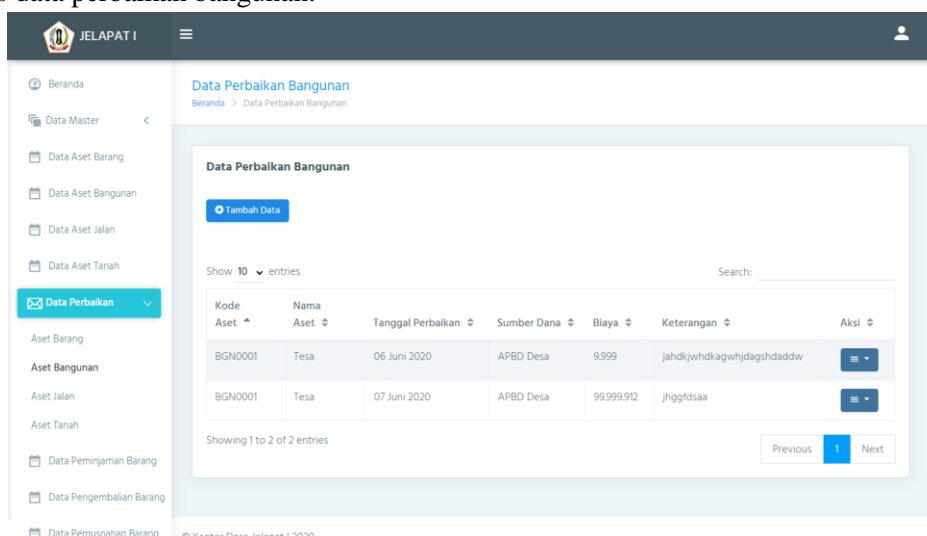 data perbaikan bangunan.
JELAPAT I
Beranda
Data Master
Data Aset Barang
Data Aset Bangunan
Data Aset Jalan
Data Aset Tanah
Data Perbaikan
Aset Barang
Aset Bangunan
Aset Jalan
Aset Tanah
Data Peminjaman Barang
Data Pengembalian Barang
Data Pemusnahan Barang
Data Perbaikan Bangunan
Beranda > Data Perbaikan Bangunan
Data Perbaikan Bangunan
Tambah Data
Show 10 entries
Search:
Kode Aset Nama Aset Tanggal Perbaikan Sumber Dana Biaya Keterangan Aksi
BGN0001 Tesa 06 Juni 2020 APBD Desa 9.999 jahdkjwhdkagwhjdagshdaddw
BGN0001 Tesa 07 Juni 2020 APBD Desa 99.999.912 jhggfdsaa
Showing 1 to 2 of 2 entries
Previous 1 Next
© Kantor Desa Jelapat I 2020